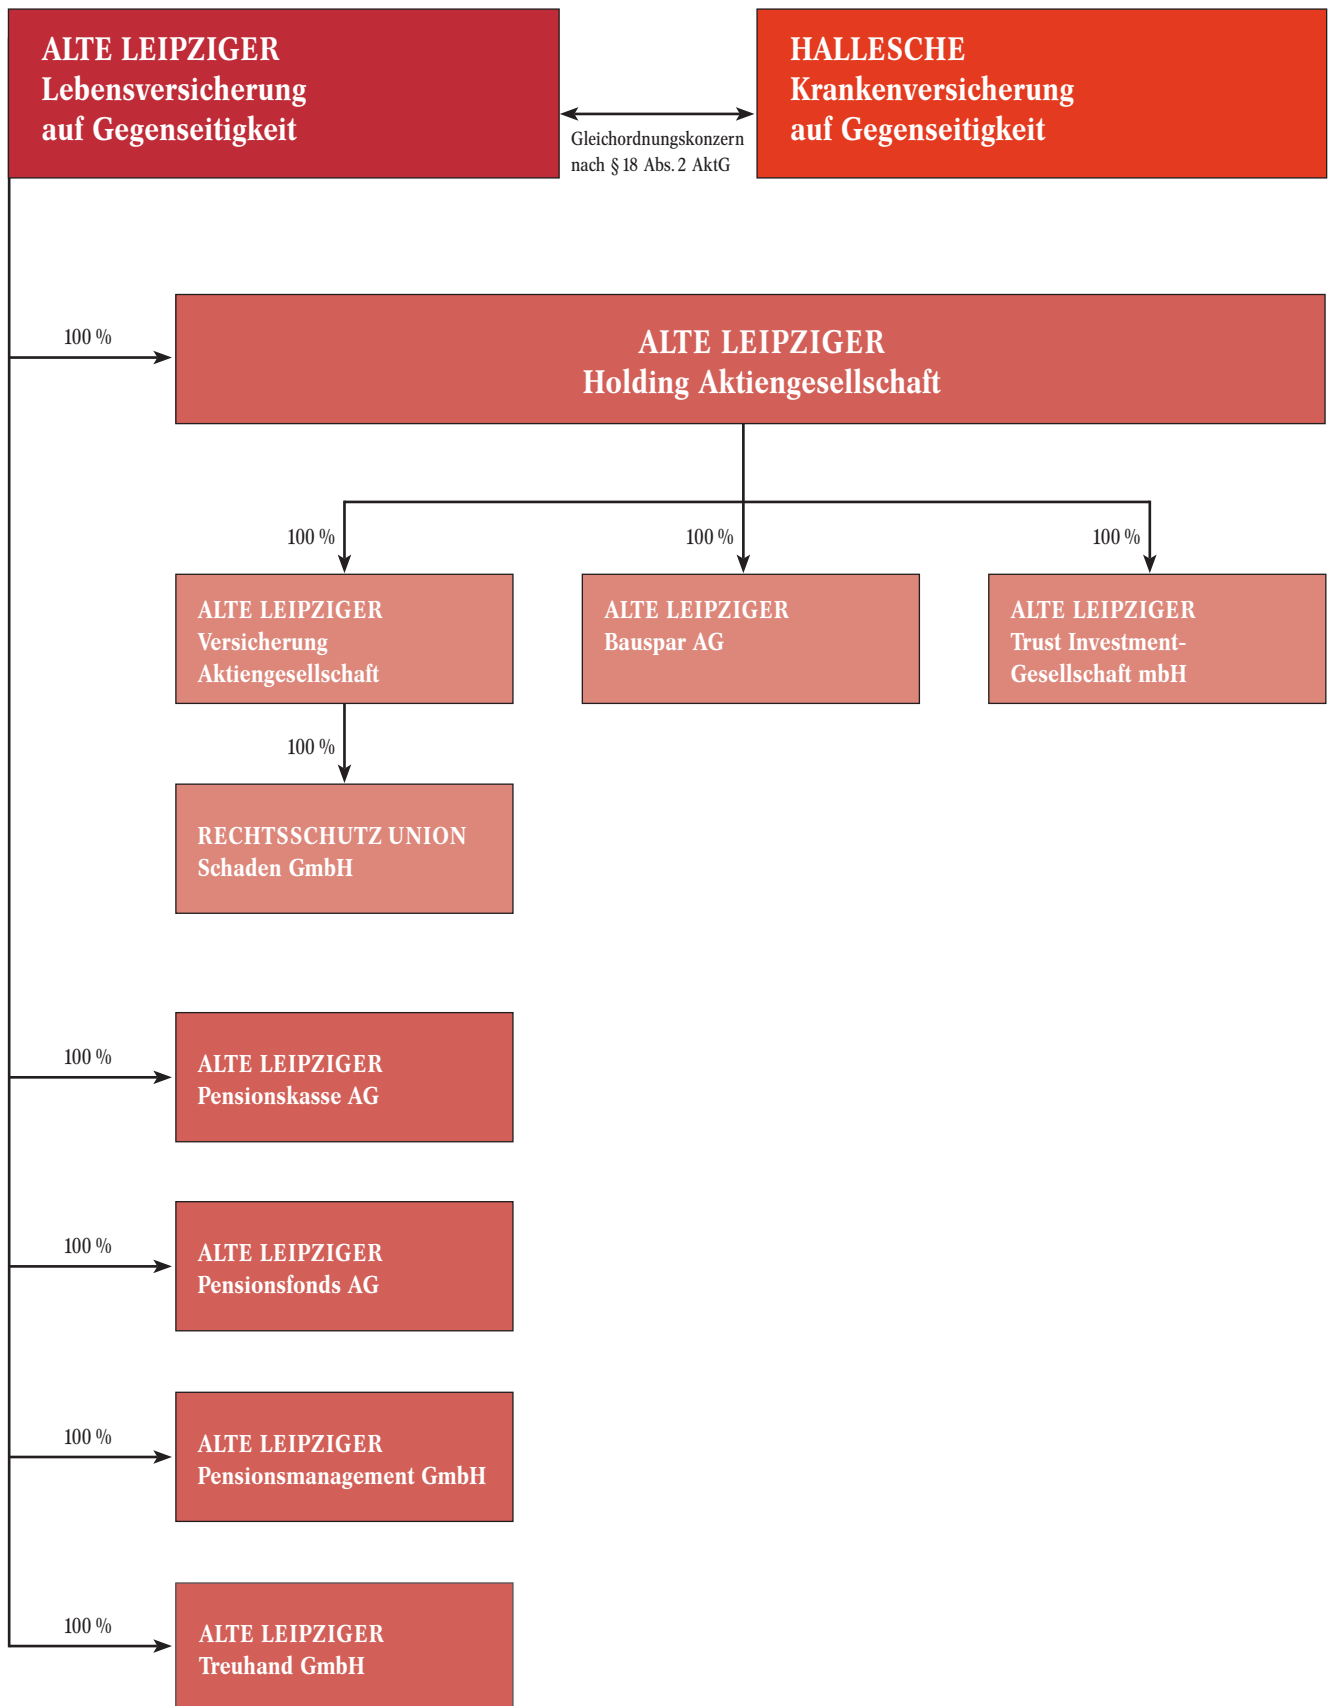 ALTE LEIPZIGER
Lebensversicherung
auf Gegenseitigkeit
Gleichordnungskonzern
nach § 18 Abs. 2 AktG
HALLESCHE
Krankenversicherung
auf Gegenseitigkeit
100 %
ALTE LEIPZIGER
Holding Aktiengesellschaft
100 %
100 %
100 %
ALTE LEIPZIGER
Versicherung
Aktiengesellschaft
ALTE LEIPZIGER
Bauspar AG
ALTE LEIPZIGER
Trust Investment-
Gesellschaft mbH
100 %
RECHTSSCHUTZ UNION
Schaden GmbH
100 %
ALTE LEIPZIGER
Pensionskasse AG
100 %
ALTE LEIPZIGER
Pensionsfonds AG
100 %
ALTE LEIPZIGER
Pensionsmanagement GmbH
100 %
ALTE LEIPZIGER
Treuhand GmbH